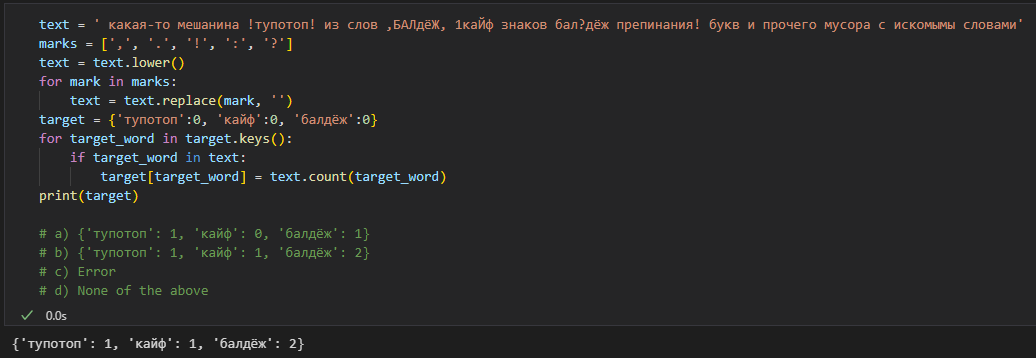 text = ' какая-то мешанина !тупотоп! из слов ,БАЛдёЖ, 1каЙф знаков бал?дёж препинания! букв и прочего мусора с искомымы словами'
marks = [',', '.', '!', ':', '?']
text = text.lower()
for mark in marks:
    text = text.replace(mark, '')
target = {'тупотоп':0, 'кайф':0, 'балдёж':0}
for target_word in target.keys():
    if target_word in text:
        target[target_word] = text.count(target_word)
print(target)
# a) {'тупотоп': 1, 'кайф': 0, 'балдёж': 1}
# b) {'тупотоп': 1, 'кайф': 1, 'балдёж': 2}
# c) Error
# d) None of the above
0.0s
{'тупотоп': 1, 'кайф': 1, 'балдёж': 2}